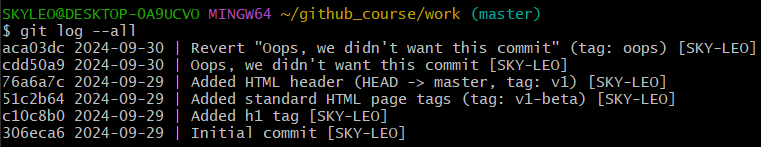 SKYLEO@DESKTOP-OA9UCVO MINGW64 ~/github_course/work (master)
$ git log --all
aca03dc 2024-09-30 | Revert "Oops, we didn't want this commit" (tag: oops) [SKY-LEO]
cdd50a9 2024-09-30 | Oops, we didn't want this commit [SKY-LEO]
76a6a7c 2024-09-29 | Added HTML header (HEAD -> master, tag: v1) [SKY-LEO]
51c2b64 2024-09-29 | Added standard HTML page tags (tag: v1-beta) [SKY-LEO]
c10c8b0 2024-09-29 | Added h1 tag [SKY-LEO]
306eca6 2024-09-29 | Initial commit [SKY-LEO]